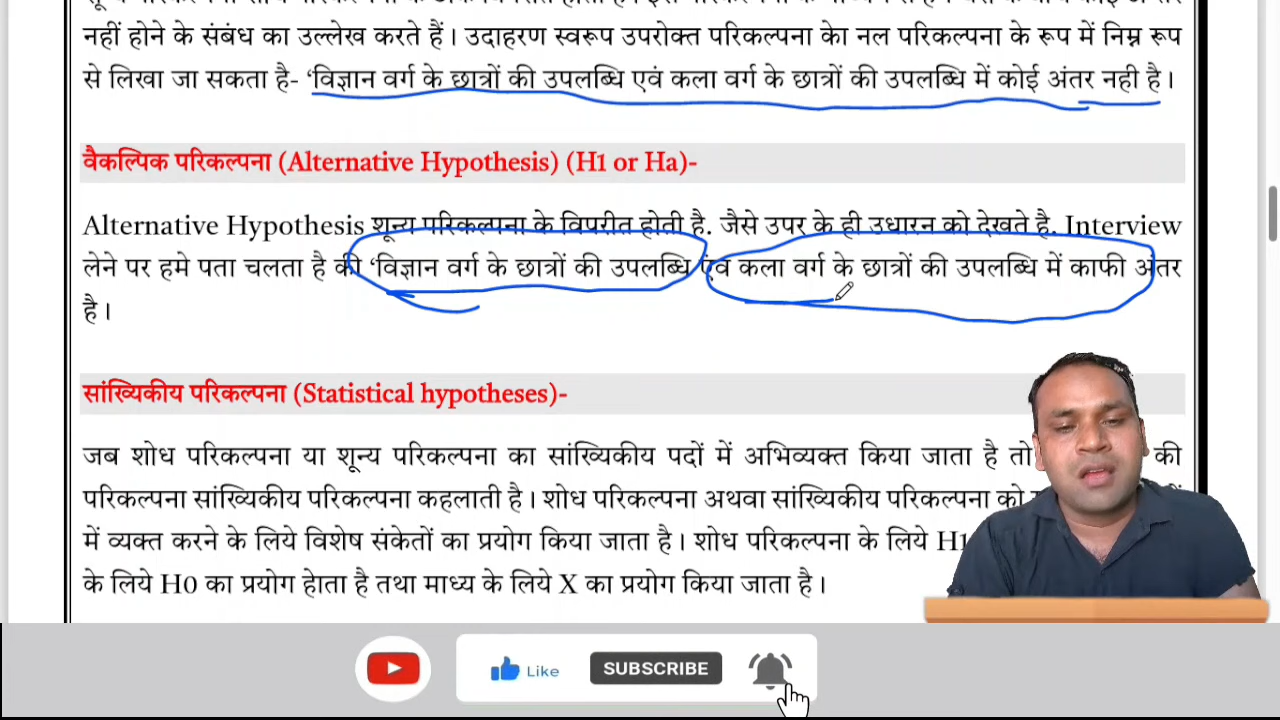 नहीं होने के संबंध का उल्लेख करते हैं। उदाहरण स्वरूप उपरोक्त परिकल्पना केा नल परिकल्पना के रूप में निम्न रूप
से लिखा जा सकता है- ‘विज्ञान वर्ग के छात्रों की उपलब्धि एवं कला वर्ग के छात्रों की उपलब्धि में कोई अंतर नही है।
वैकल्पिक परिकल्पना (Alternative Hypothesis) (H1 or Ha)-
Alternative Hypothesis शून्य परिकल्पना के विपरीत होती है. जैसे उपर के ही उधारन को देखते है. Interview
लेने पर हमे पता चलता है की ‘विज्ञान वर्ग के छात्रों की उपलब्धि एंव कला वर्ग के छात्रों की उपलब्धि में काफी अंतर
है।
सांख्यिकीय परिकल्पना (Statistical hypotheses)-
जब शोध परिकल्पना या शून्य परिकल्पना का सांख्यिकीय पदों में अभिव्यक्त किया जाता है तो की
परिकल्पना सांख्यिकीय परिकल्पना कहलाती है। शोध परिकल्पना अथवा सांख्यिकीय परिकल्पना को
में व्यक्त करने के लिये विशेष संकेतों का प्रयोग किया जाता है। शोध परिकल्पना के लिये H1
के लिये H0 का प्रयोग हेाता है तथा माध्य के लिये X का प्रयोग किया जाता है।
Like SUBSCRIBE